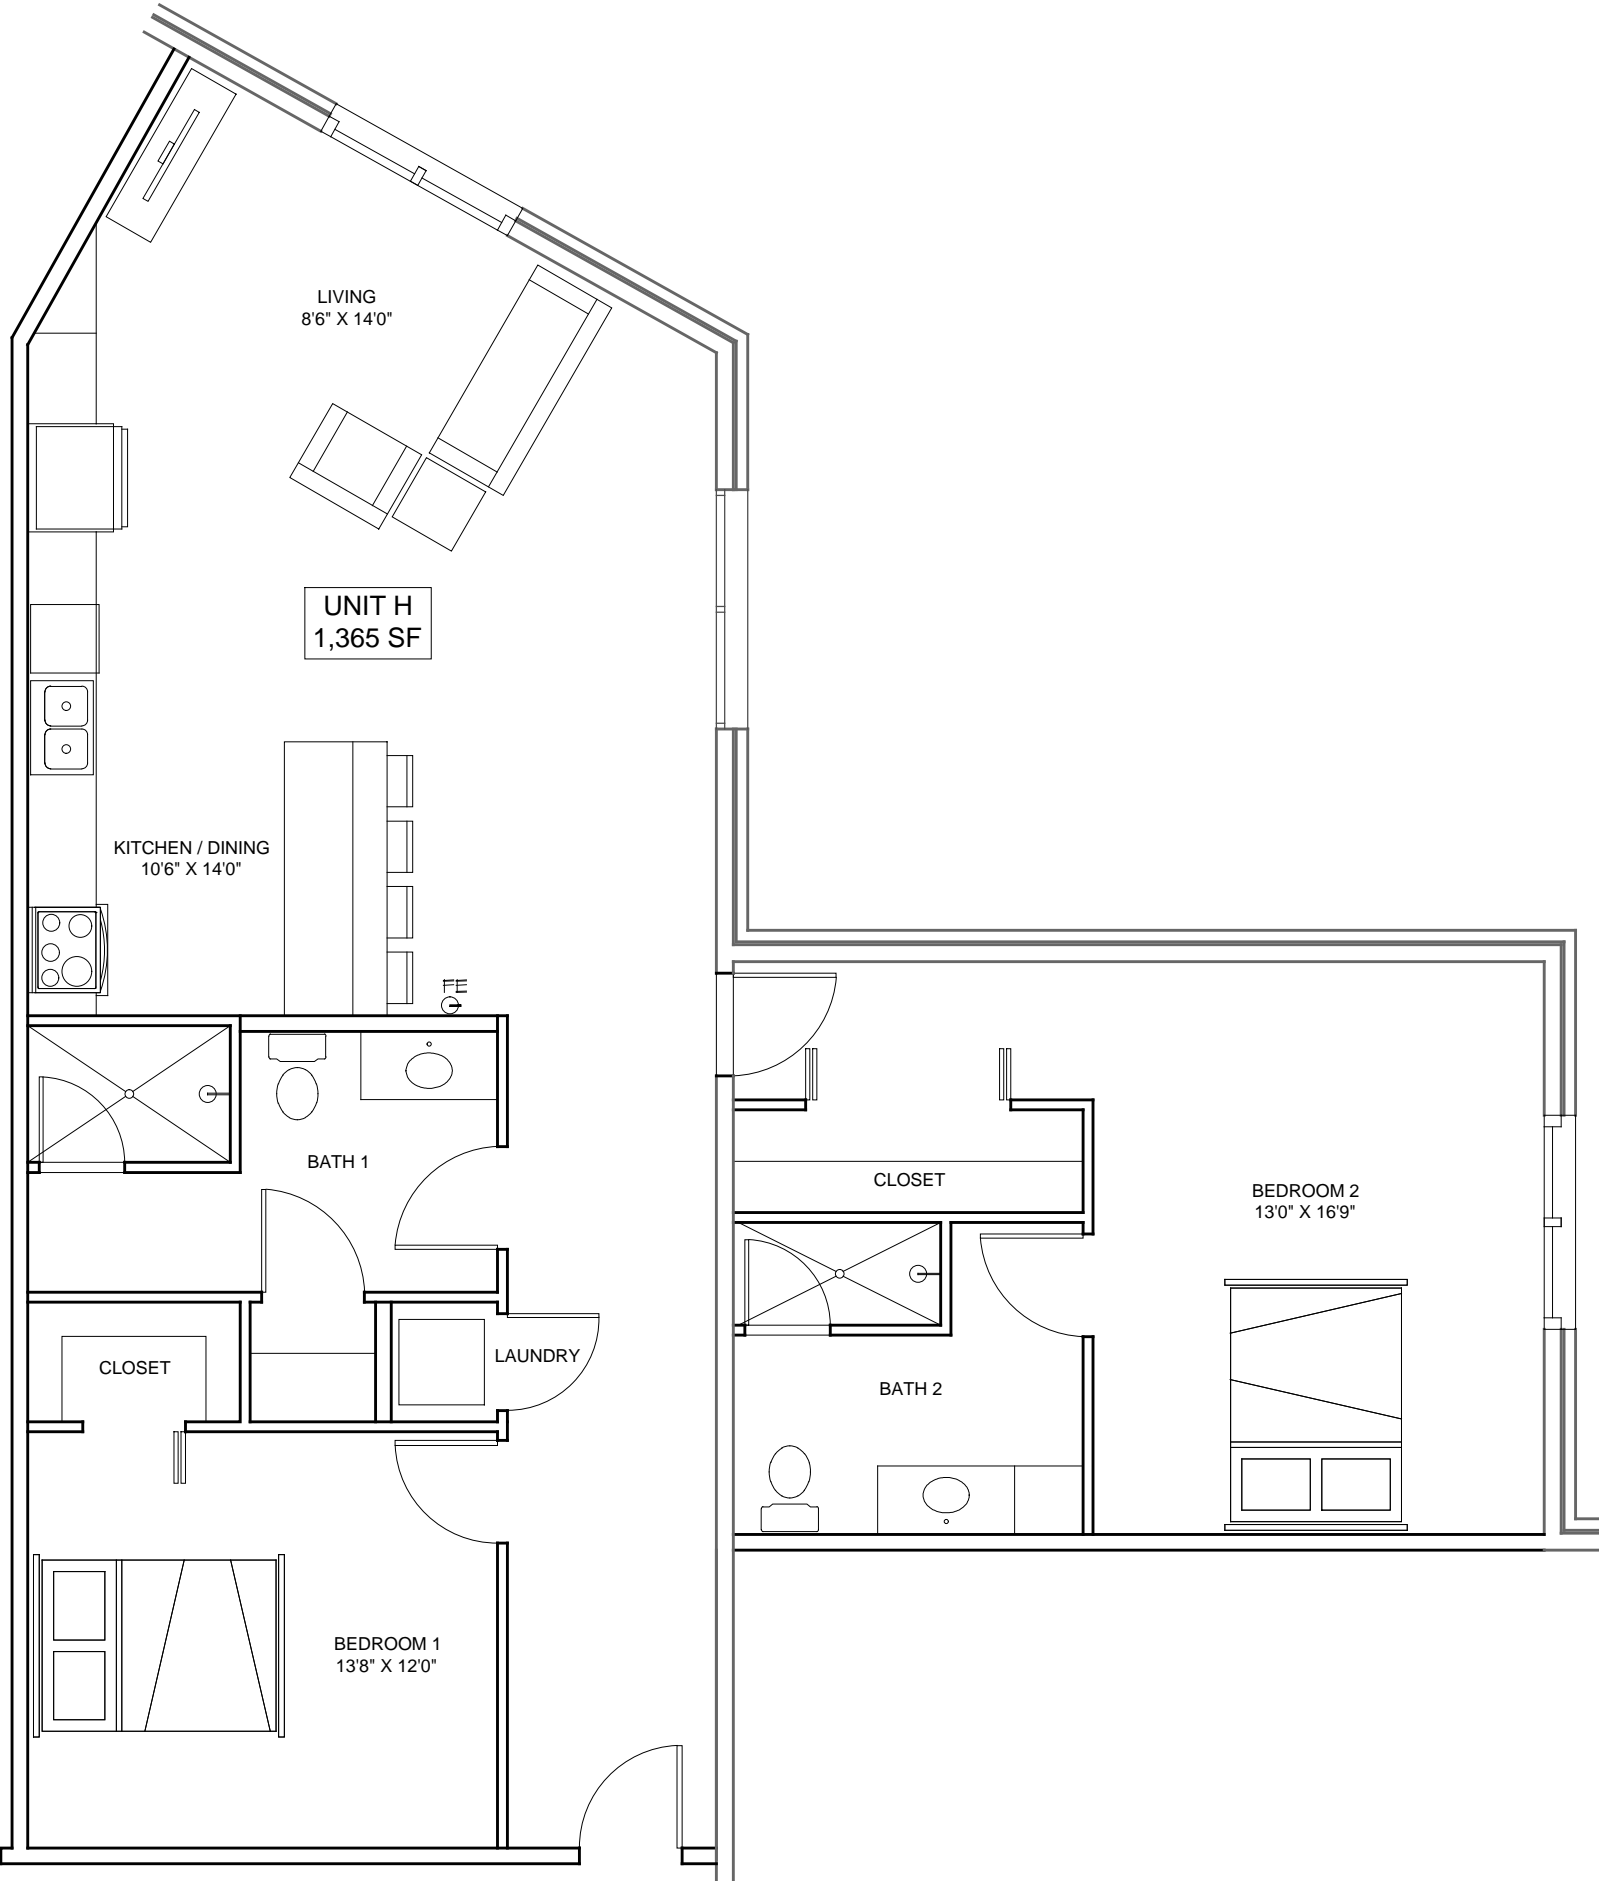 LIVING
8'6" X 14'0"
UNIT H
1,365 SF
KITCHEN / DINING
10'6" X 14'0"
FE
BATH 1
CLOSET
BEDROOM 2
13'0" X 16'9"
LAUNDRY
CLOSET
BATH 2
BEDROOM 1
13'8" X 12'0"